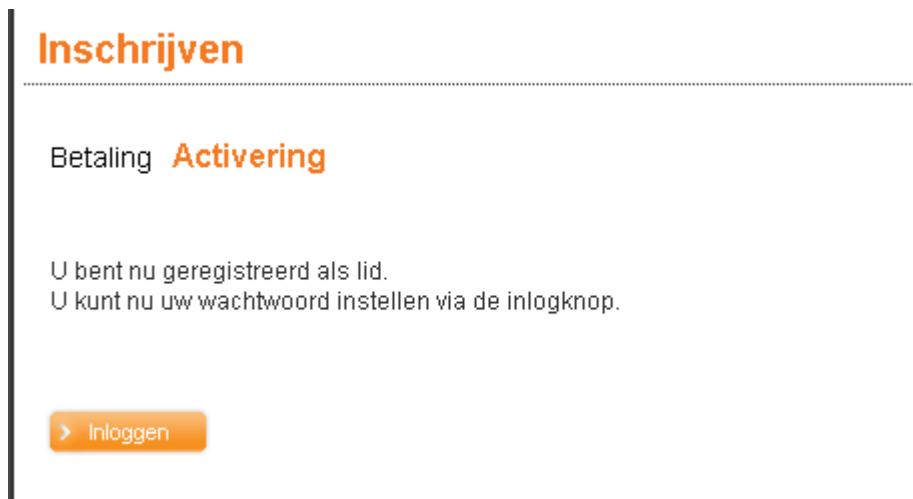 Inschrijven
Betaling Activering
U bent nu geregistreerd als lid.
U kunt nu uw wachtwoord instellen via de inlogknop.
Inloggen